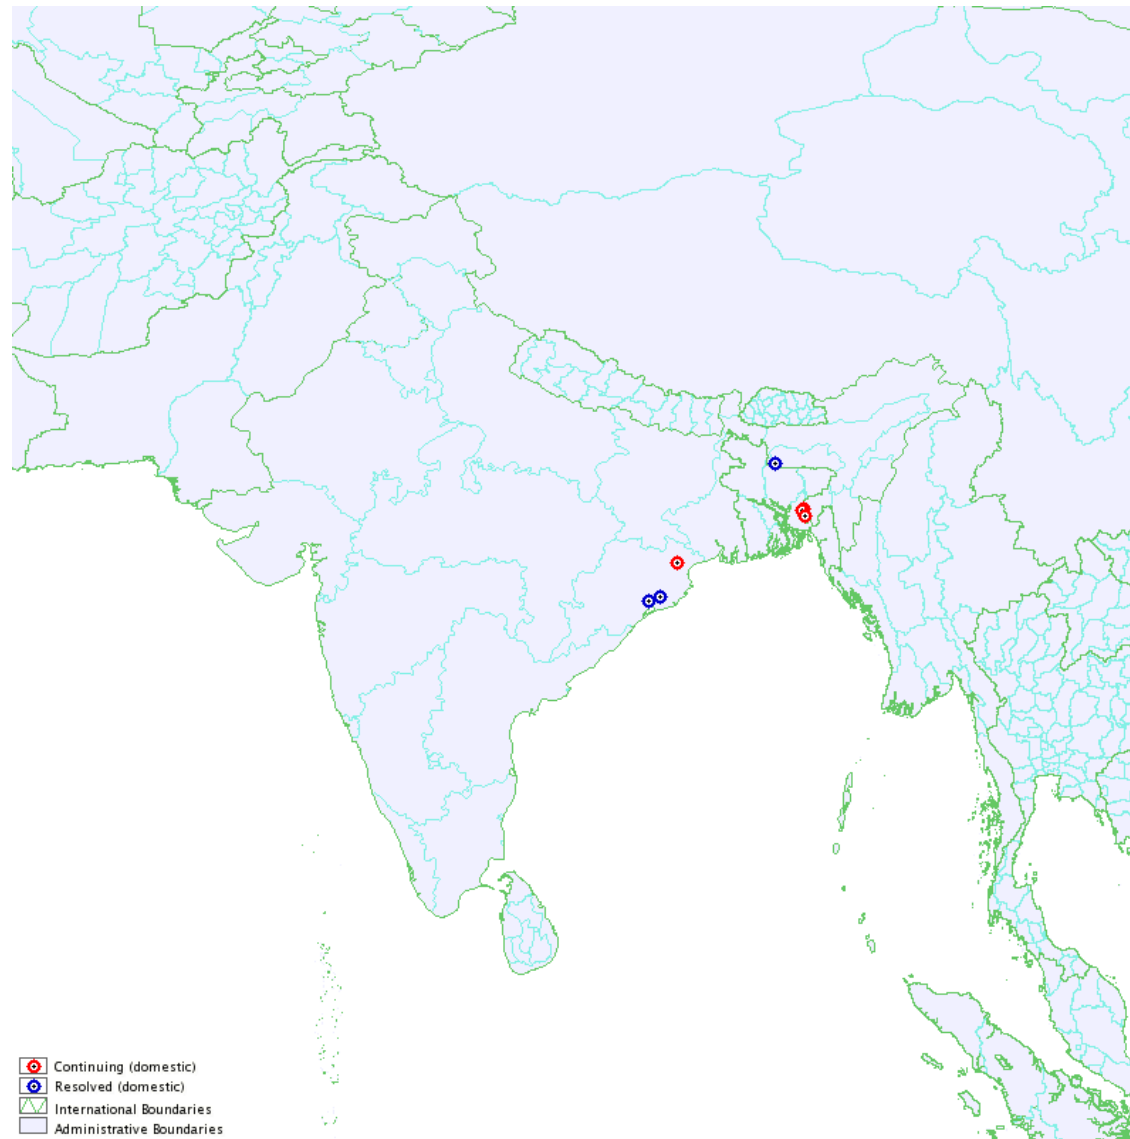 Continuing (domestic)
Resolved (domestic)
International Boundaries
Administrative Boundaries